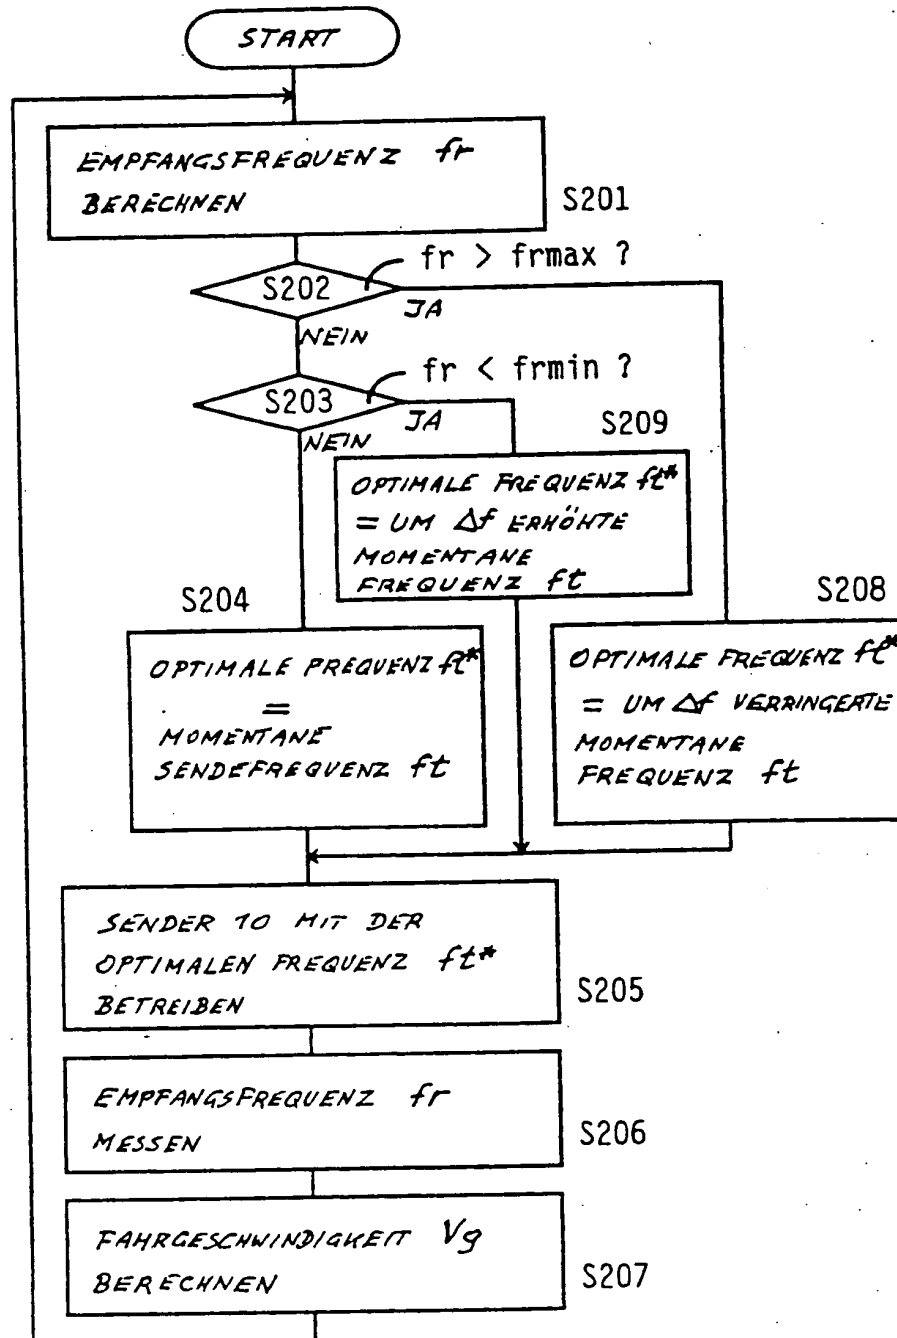 START
EMPFANGSFREQUENZ fr
BERECHNEN
S201
fr > frmax ?
S202
JA
NEIN
fr < frmin ?
S203
JA
NEIN
S209
OPTIMALE FREQUENZ ft*
= UM Δf ERHÖHTE
MOMENTANE
FREQUENZ ft
S204
OPTIMALE FREQUENZ ft*
=
MOMENTANE
SENDEFREQUENZ ft
S208
OPTIMALE FREQUENZ ft*
= UM Δf VERRINGERTE
MOMENTANE
FREQUENZ ft
SENDER 10 MIT DER
OPTIMALEN FREQUENZ ft*
BETREIBEN
S205
EMPFANGSFREQUENZ fr
MESSEN
S206
FAHRGESCHWINDIGKEIT Vg
BERECHNEN
S207